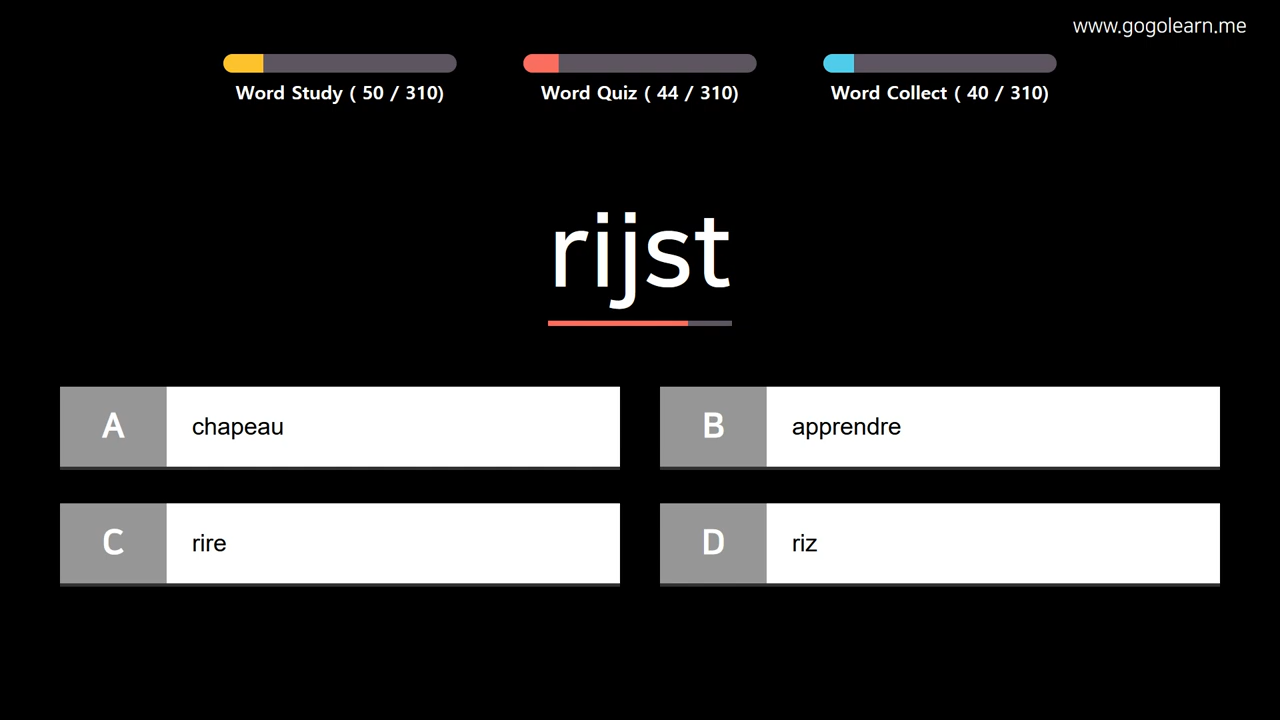 www.gogolearn.me
Word Study ( 50 / 310)
Word Quiz ( 44 / 310)
Word Collect ( 40 / 310)
rijst
A chapeau
B apprendre
C rire
D riz